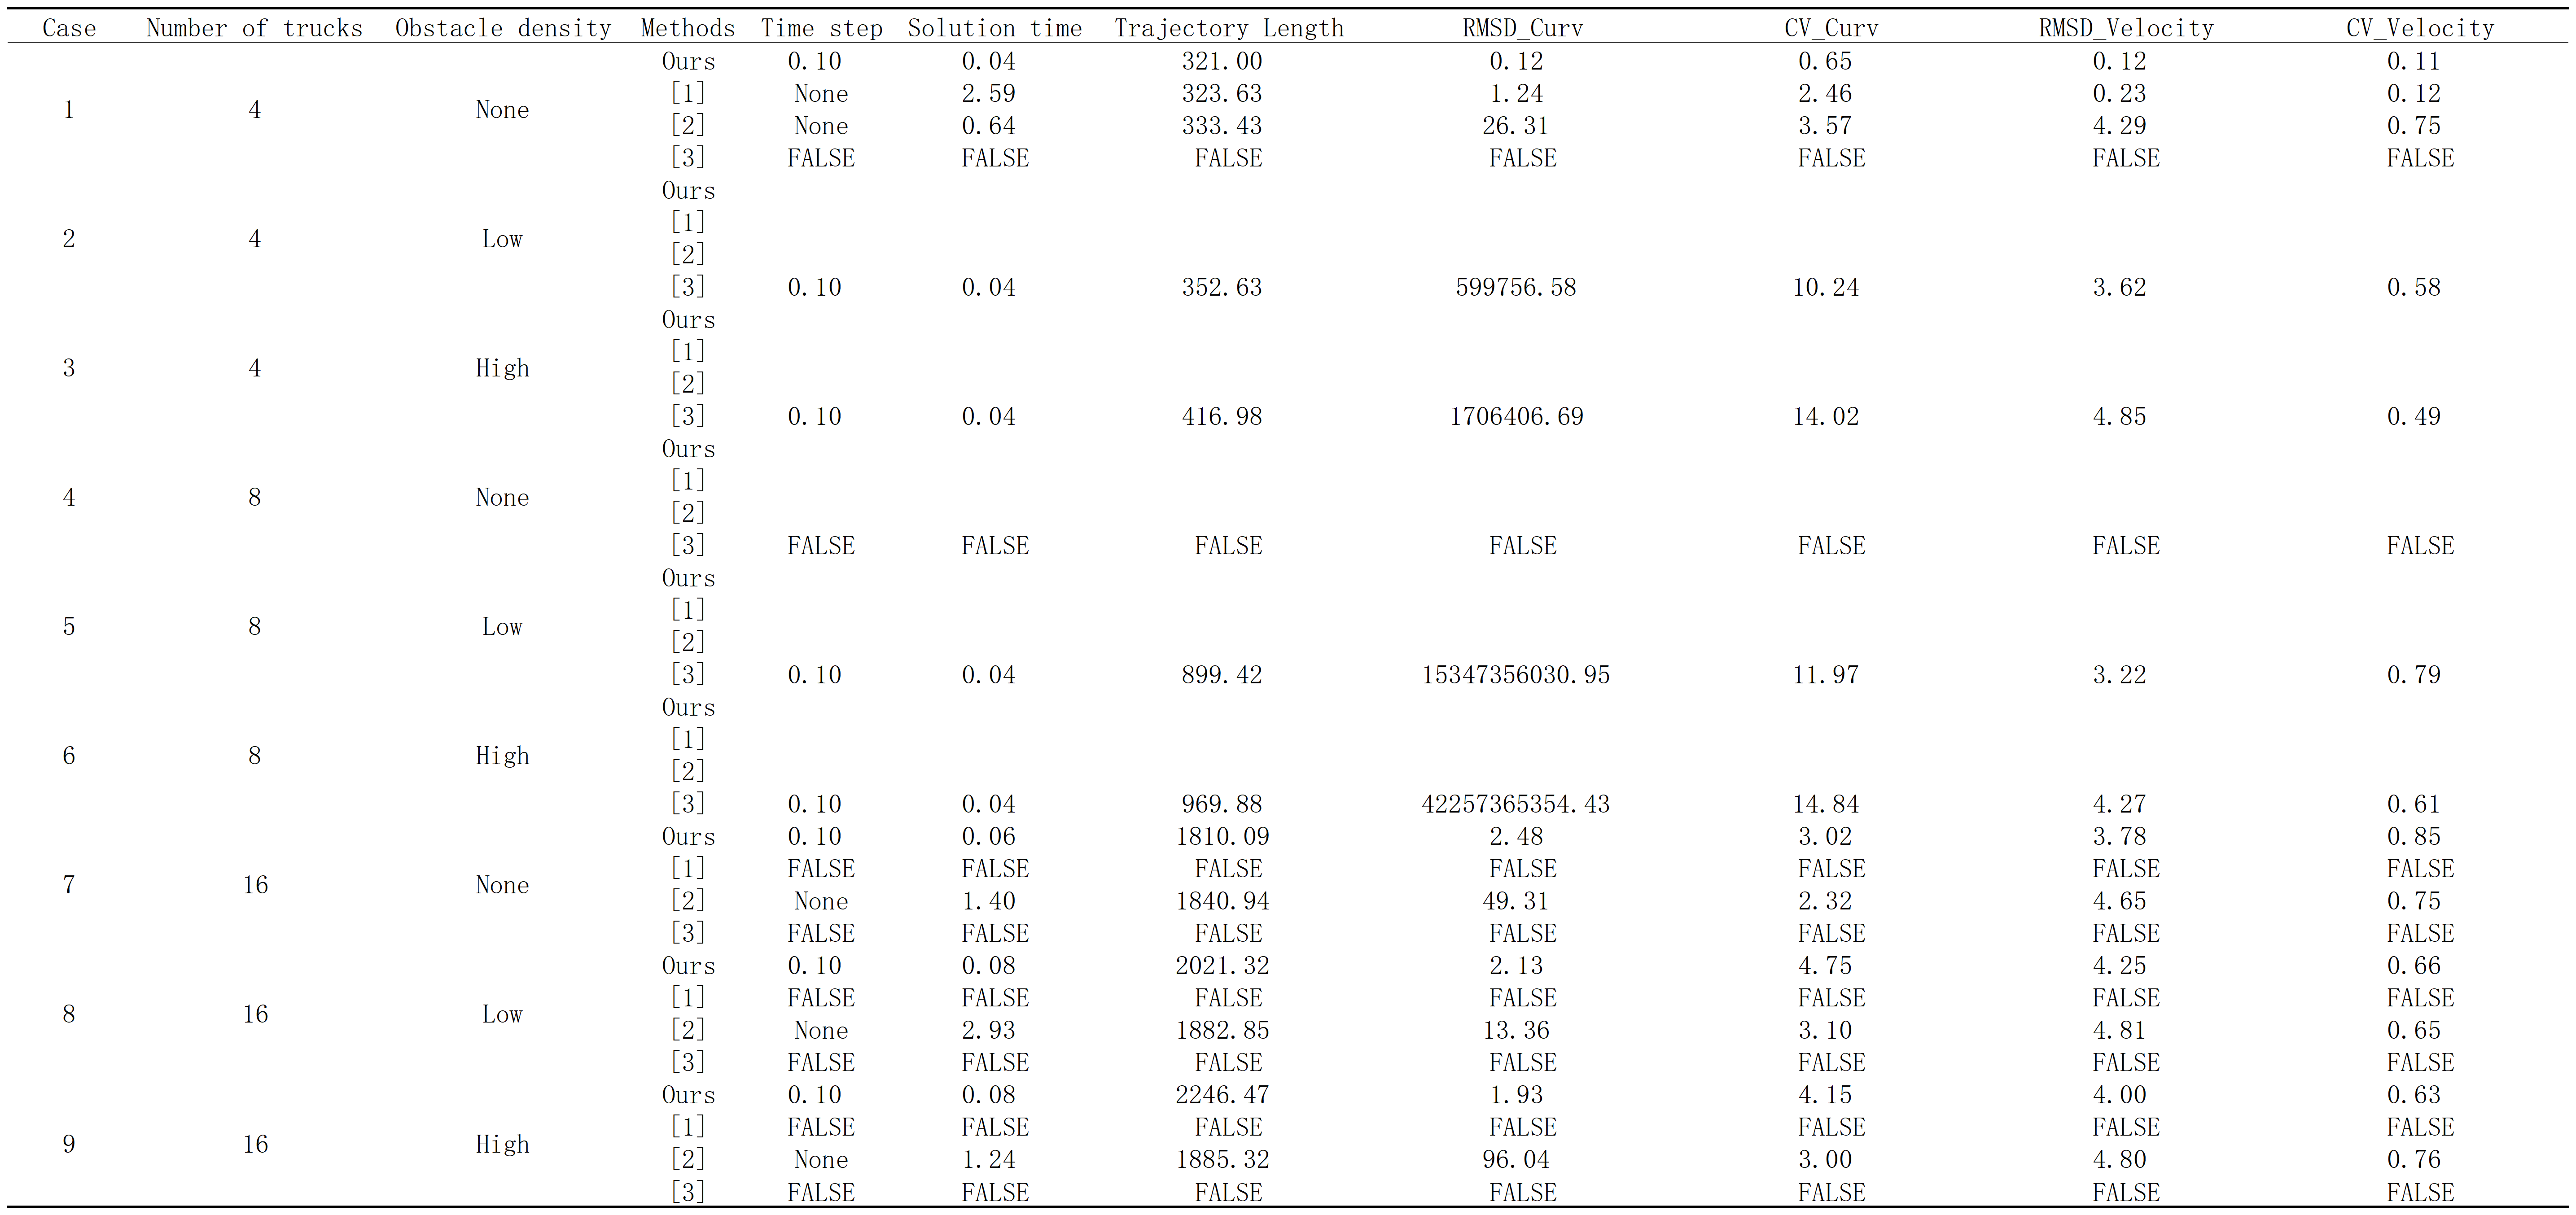 Case Number of trucks Obstacle density Methods Time step Solution time Trajectory Length RMSD_Curv CV_Curv RMSD_Velocity CV_Velocity
Ours 0.10 0.04 321.00 0.12 0.65 0.12 0.11
[1] None 2.59 323.63 1.24 2.46 0.23 0.12
1 4 None
[2] None 0.64 333.43 26.31 3.57 4.29 0.75
[3] FALSE FALSE FALSE FALSE FALSE FALSE FALSE
Ours
[1]
2 4 Low
[2]
[3] 0.10 0.04 352.63 599756.58 10.24 3.62 0.58
Ours
[1]
3 4 High
[2]
[3] 0.10 0.04 416.98 1706406.69 14.02 4.85 0.49
Ours
[1]
4 8 None
[2]
[3] FALSE FALSE FALSE FALSE FALSE FALSE FALSE
Ours
[1]
5 8 Low
[2]
[3] 0.10 0.04 899.42 15347356030.95 11.97 3.22 0.79
Ours
[1]
6 8 High
[2]
[3] 0.10 0.04 969.88 42257365354.43 14.84 4.27 0.61
Ours 0.10 0.06 1810.09 2.48 3.02 3.78 0.85
[1] FALSE FALSE FALSE FALSE FALSE FALSE FALSE
7 16 None
[2] None 1.40 1840.94 49.31 2.32 4.65 0.75
[3] FALSE FALSE FALSE FALSE FALSE FALSE FALSE
Ours 0.10 0.08 2021.32 2.13 4.75 4.25 0.66
[1] FALSE FALSE FALSE FALSE FALSE FALSE FALSE
8 16 Low
[2] None 2.93 1882.85 13.36 3.10 4.81 0.65
[3] FALSE FALSE FALSE FALSE FALSE FALSE FALSE
Ours 0.10 0.08 2246.47 1.93 4.15 4.00 0.63
[1] FALSE FALSE FALSE FALSE FALSE FALSE FALSE
9 16 High
[2] None 1.24 1885.32 96.04 3.00 4.80 0.76
[3] FALSE FALSE FALSE FALSE FALSE FALSE FALSE